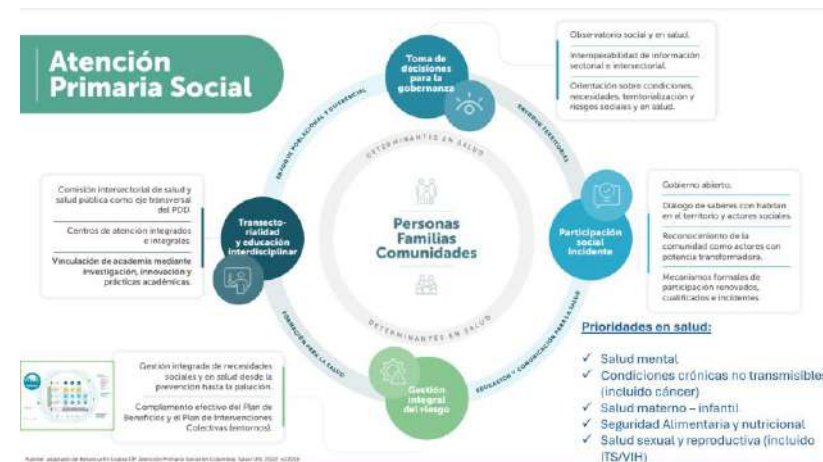 Atención
Primaria Social
Toma de
decisiones
para la
gobernanza
Observatorio social y en salud.
Interoperabilidad de información
sectorial e intersectorial.
Orientación sobre condiciones,
necesidades, territorialización y
riesgos sociales y en salud.
ENFOQUE POBLACIONAL Y DIFERENCIAL
ENFOQUE TERRITORIAL
DETERMINANTES EN SALUD
Comisión intersectorial de salud y
salud pública como eje transversal
del PDD.
Centros de atención integrados
e integrales.
Vinculación de academia mediante
investigación, innovación y
prácticas académicas.
Transecto-
rialidad
y educación
interdisciplinar
Personas
Familias
Comunidades
Participación
social
incidente
Gobierno abierto.
Diálogo de saberes con habitan
en el territorio y actores sociales.
Reconocimiento de la
comunidad como actores con
potencia transformadora.
Mecanismos formales de
participación renovados,
cualificados e incidentes.
DETERMINANTES EN SALUD
FORMACIÓN PARA LA SALUD
EDUCACIÓN Y COMUNICACIÓN PARA LA SALUD
Gestión integrada de necesidades
sociales y en salud desde la
prevención hasta la paliación.
Complemento efectivo del Plan de
Beneficios y el Plan de Intervenciones
Colectivas (entornos).
Gestión
integral
del riesgo
Prioridades en salud:
✓ Salud mental
✓ Condiciones crónicas no transmisibles
(incluido cáncer)
✓ Salud materno – infantil
✓ Seguridad Alimentaria y nutricional
✓ Salud sexual y reproductiva (incluido
ITS/VIH)